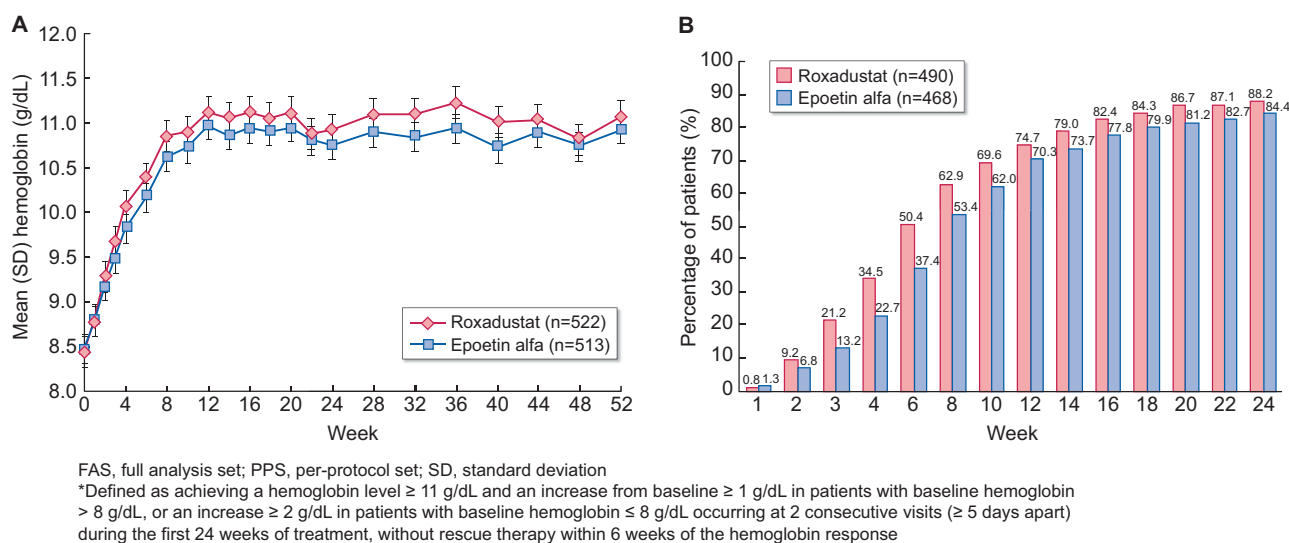 A
Mean (SD) hemoglobin (g/dL)
12.0
11.5
11.0
10.5
10.0
9.5
9.0
8.5
8.0
Roxadustat (n=522)
Epoetin alfa (n=513)
0 4 8 12 16 20 24 28 32 36 40 44 48 52
Week
B
Percentage of patients (%)
100
90
80
70
60
50
40
30
20
10
0
Roxadustat (n=490)
Epoetin alfa (n=468)
0.8 1.3
9.2 6.8
21.2 13.2
34.5 22.7
50.4 37.4
62.9 53.4
69.6 62.0
74.7 70.3
79.0 73.7
82.4 77.8
84.3 79.9
86.7 81.2
87.1 82.7
88.2 84.4
1 2 3 4 6 8 10 12 14 16 18 20 22 24
Week
FAS, full analysis set; PPS, per-protocol set; SD, standard deviation
*Defined as achieving a hemoglobin level ≥ 11 g/dL and an increase from baseline ≥ 1 g/dL in patients with baseline hemoglobin
> 8 g/dL, or an increase ≥ 2 g/dL in patients with baseline hemoglobin ≤ 8 g/dL occurring at 2 consecutive visits (≥ 5 days apart)
during the first 24 weeks of treatment, without rescue therapy within 6 weeks of the hemoglobin response